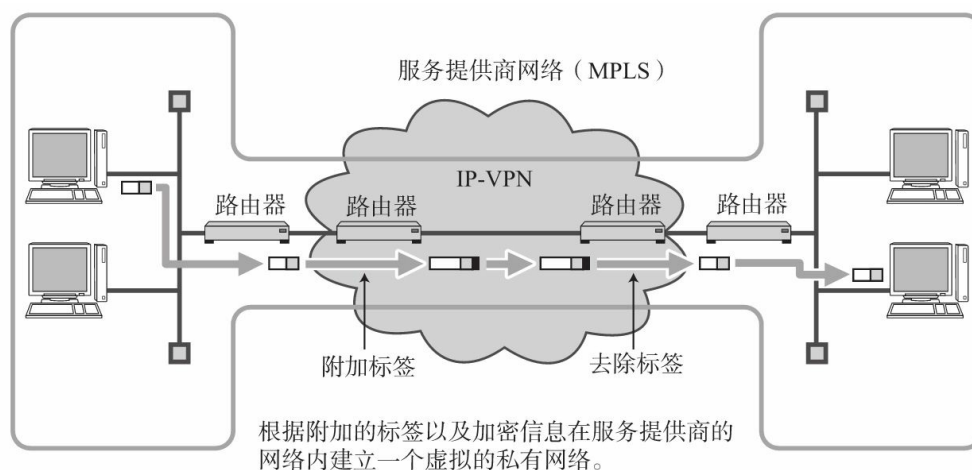 服务提供商网络（MPLS）
IP-VPN
路由器
路由器
路由器
路由器
附加标签
去除标签
根据附加的标签以及加密信息在服务提供商的
网络内建立一个虚拟的私有网络。